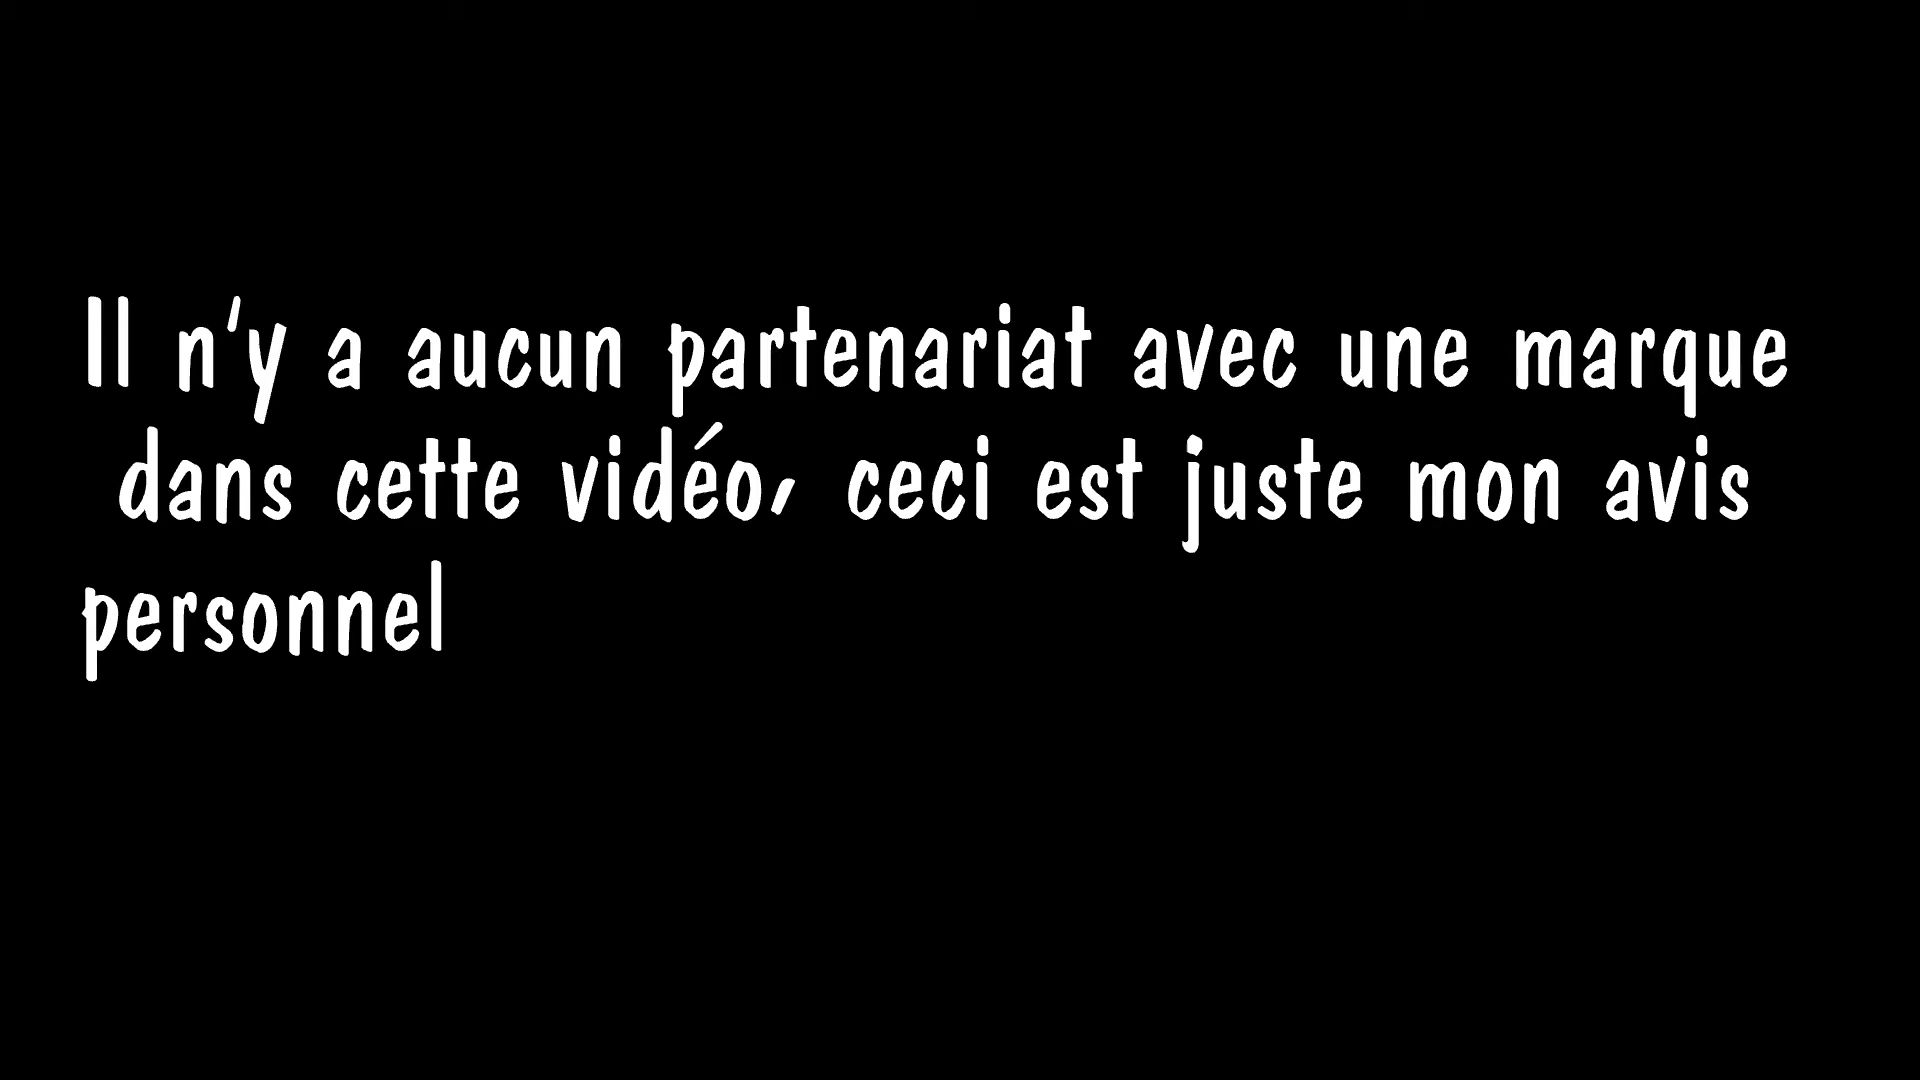 Il n'y a aucun partenariat avec une marque
dans cette vidéo, ceci est juste mon avis
personnel